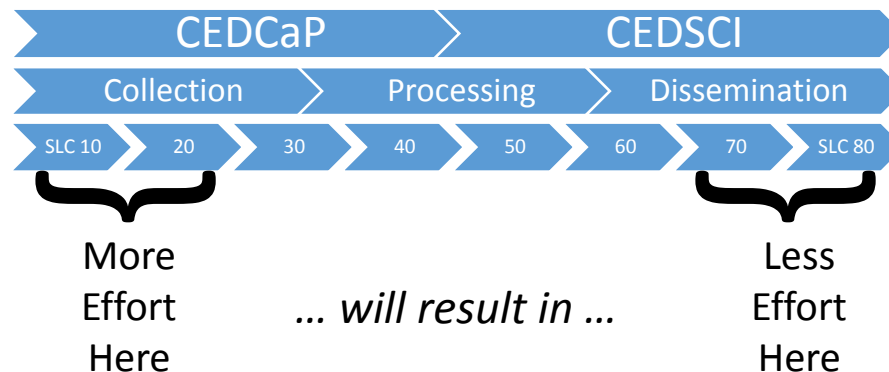 CEDCaP CEDSCI
Collection Processing Dissemination
SLC 10 20 30 40 50 60 70 SLC 80
More Less
Effort ... will result in ... Effort
Here Here